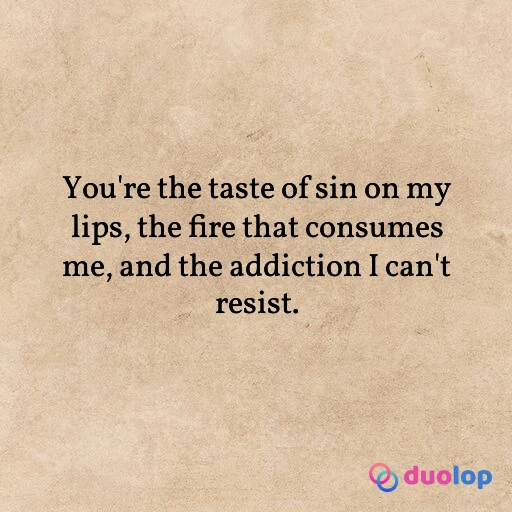 You're the taste of sin on my
lips, the fire that consumes
me, and the addiction I can't
resist.
duolop